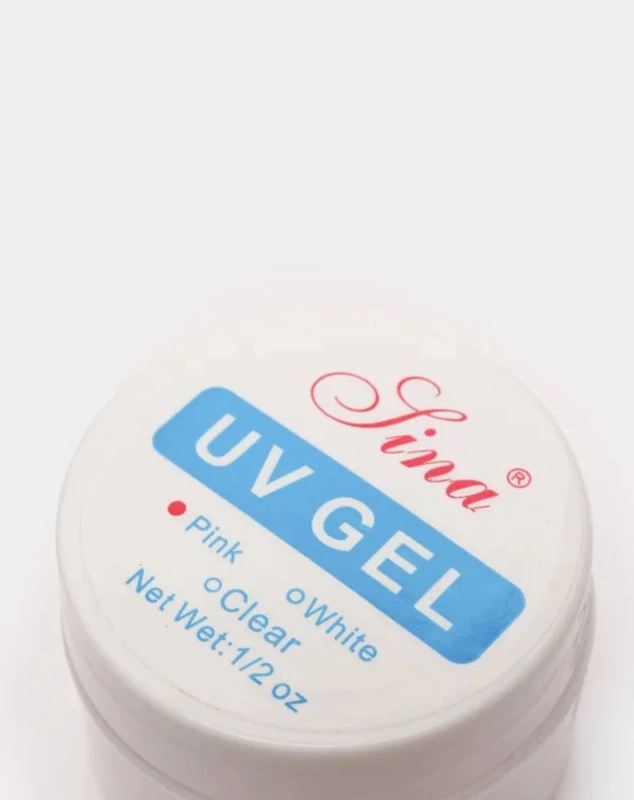 Sina®
UV GEL
Pink
Clear White
Net Wet:1/2 oz